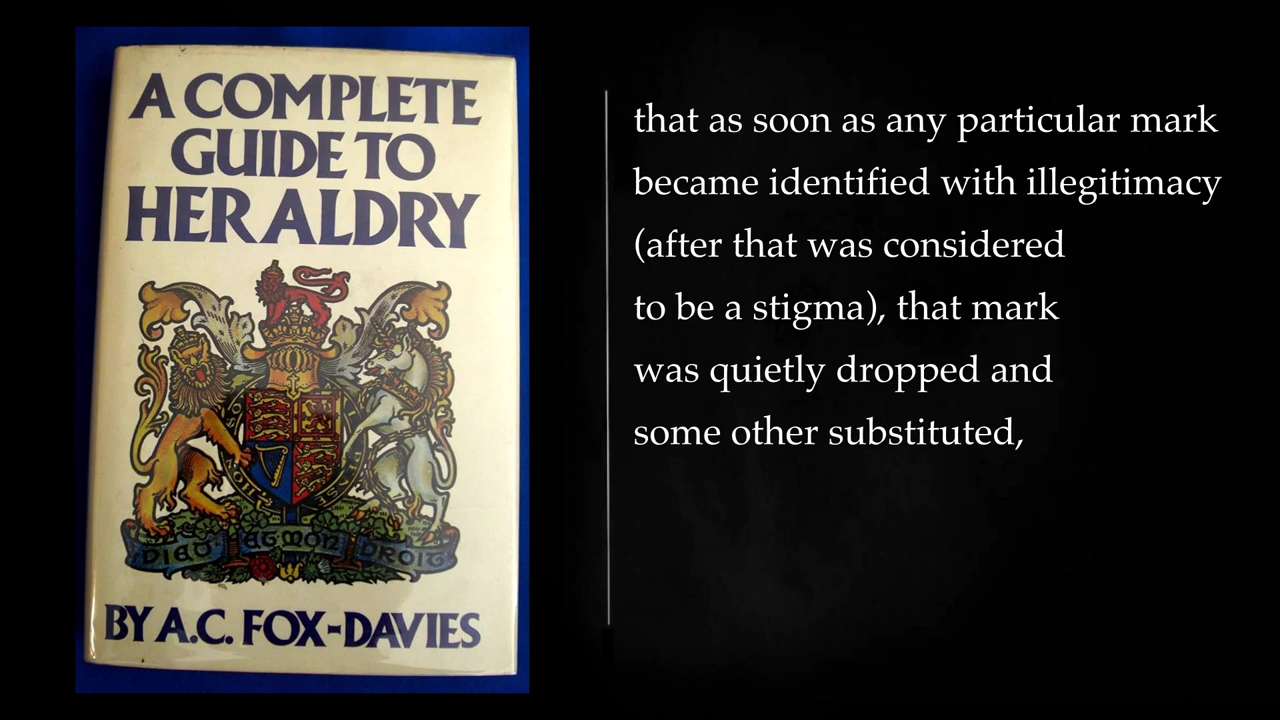 A COMPLETE
GUIDE TO
HERALDRY
DIEU ET MON DROIT
BY A.C. FOX-DAVIES
that as soon as any particular mark
became identified with illegitimacy
(after that was considered
to be a stigma), that mark
was quietly dropped and
some other substituted,